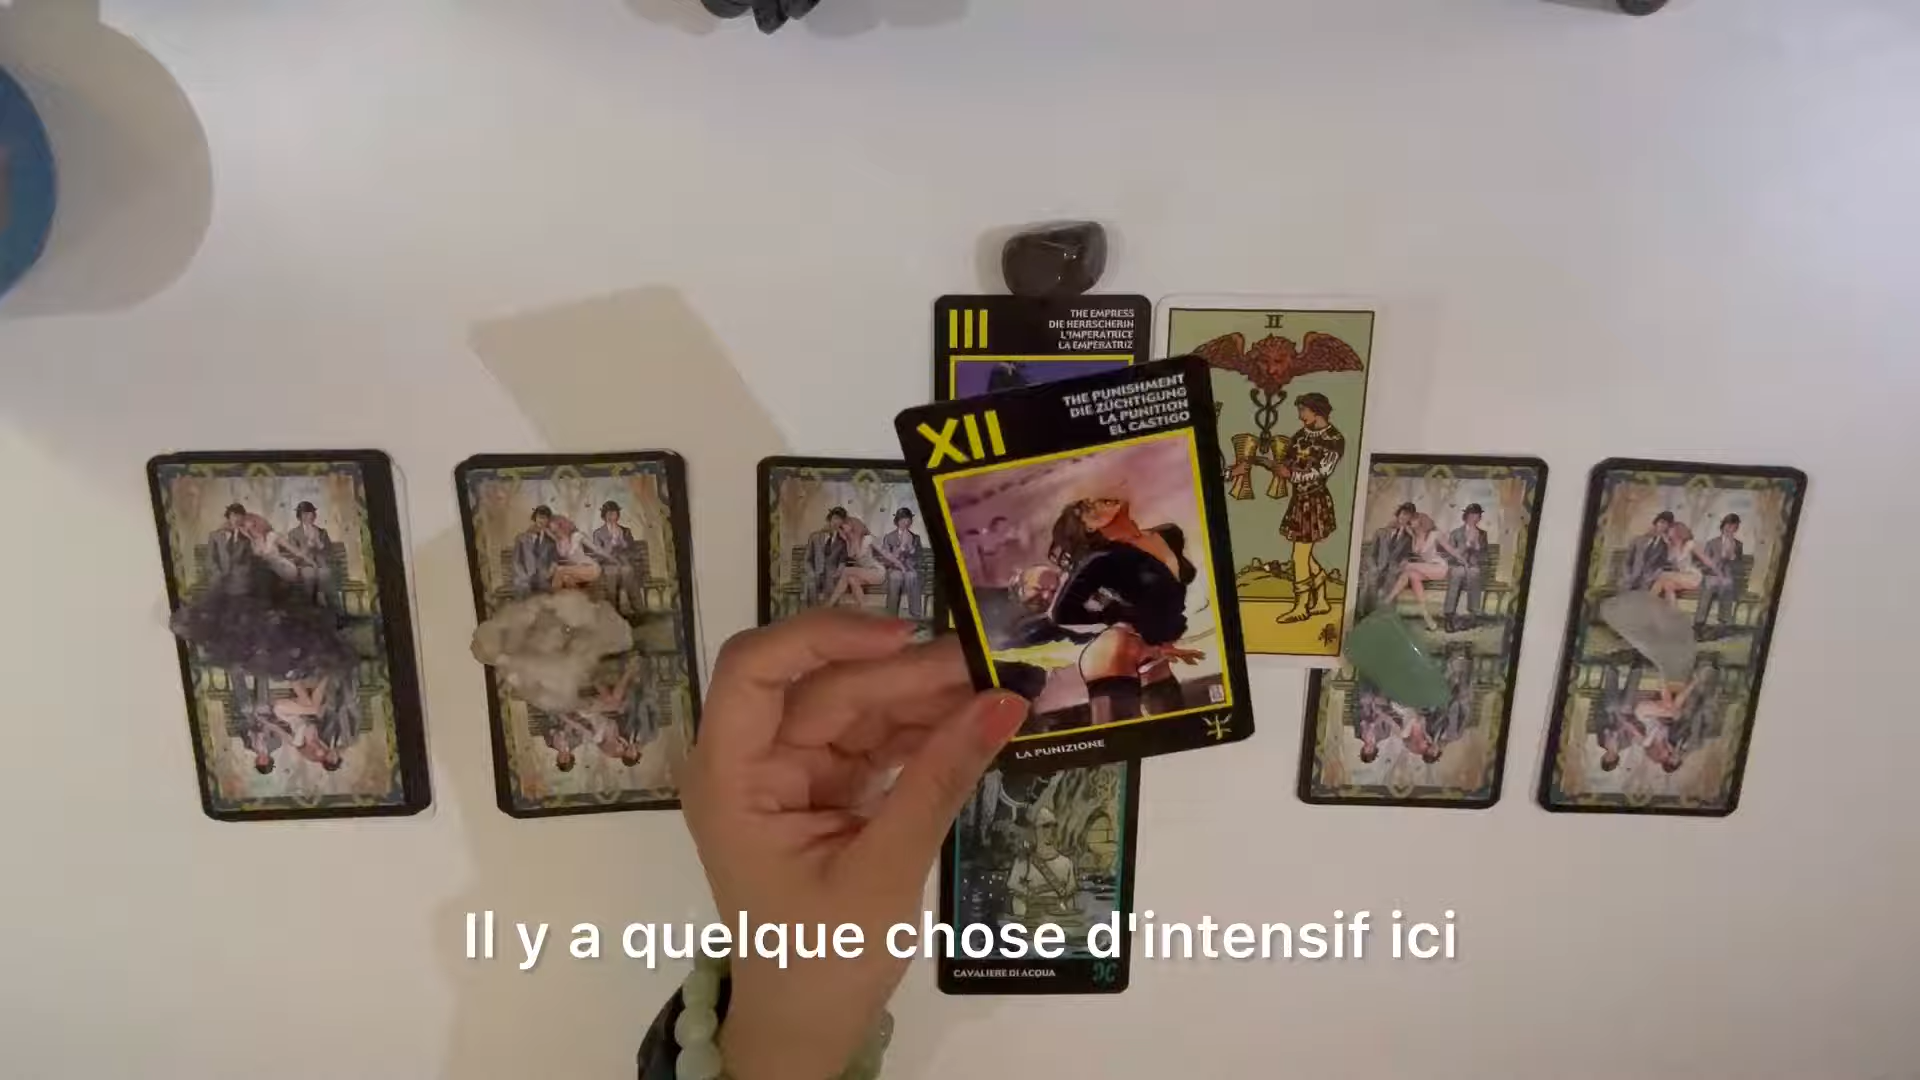 III
THE EMPRESS
DIE HERRSCHERIN
L'IMPERATRICE
LA EMPERATRIZ
II
XII
THE PUNISHMENT
DIE ZÜCHTIGUNG
LA PUNITION
EL CASTIGO
LA PUNIZIONE
Il y a quelque chose d'intensif ici
CAVALIERE DI ACQUA